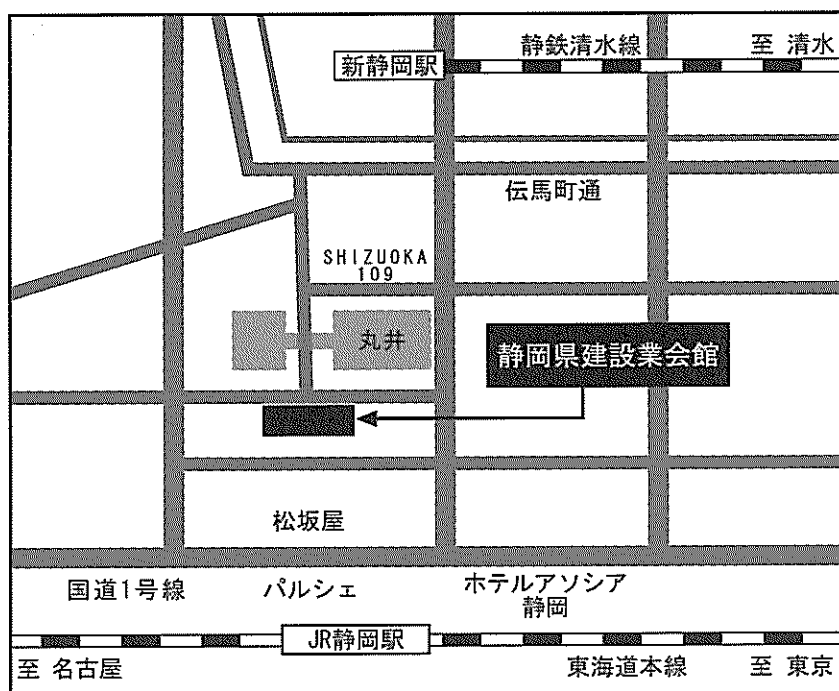 静鉄清水線
至 清水
新静岡駅
伝馬町通
SHIZUOKA
109
丸井
静岡県建設業会館
松坂屋
国道1号線
パルシェ
ホテルアソシア
静岡
JR静岡駅
至 名古屋
東海道本線
至 東京